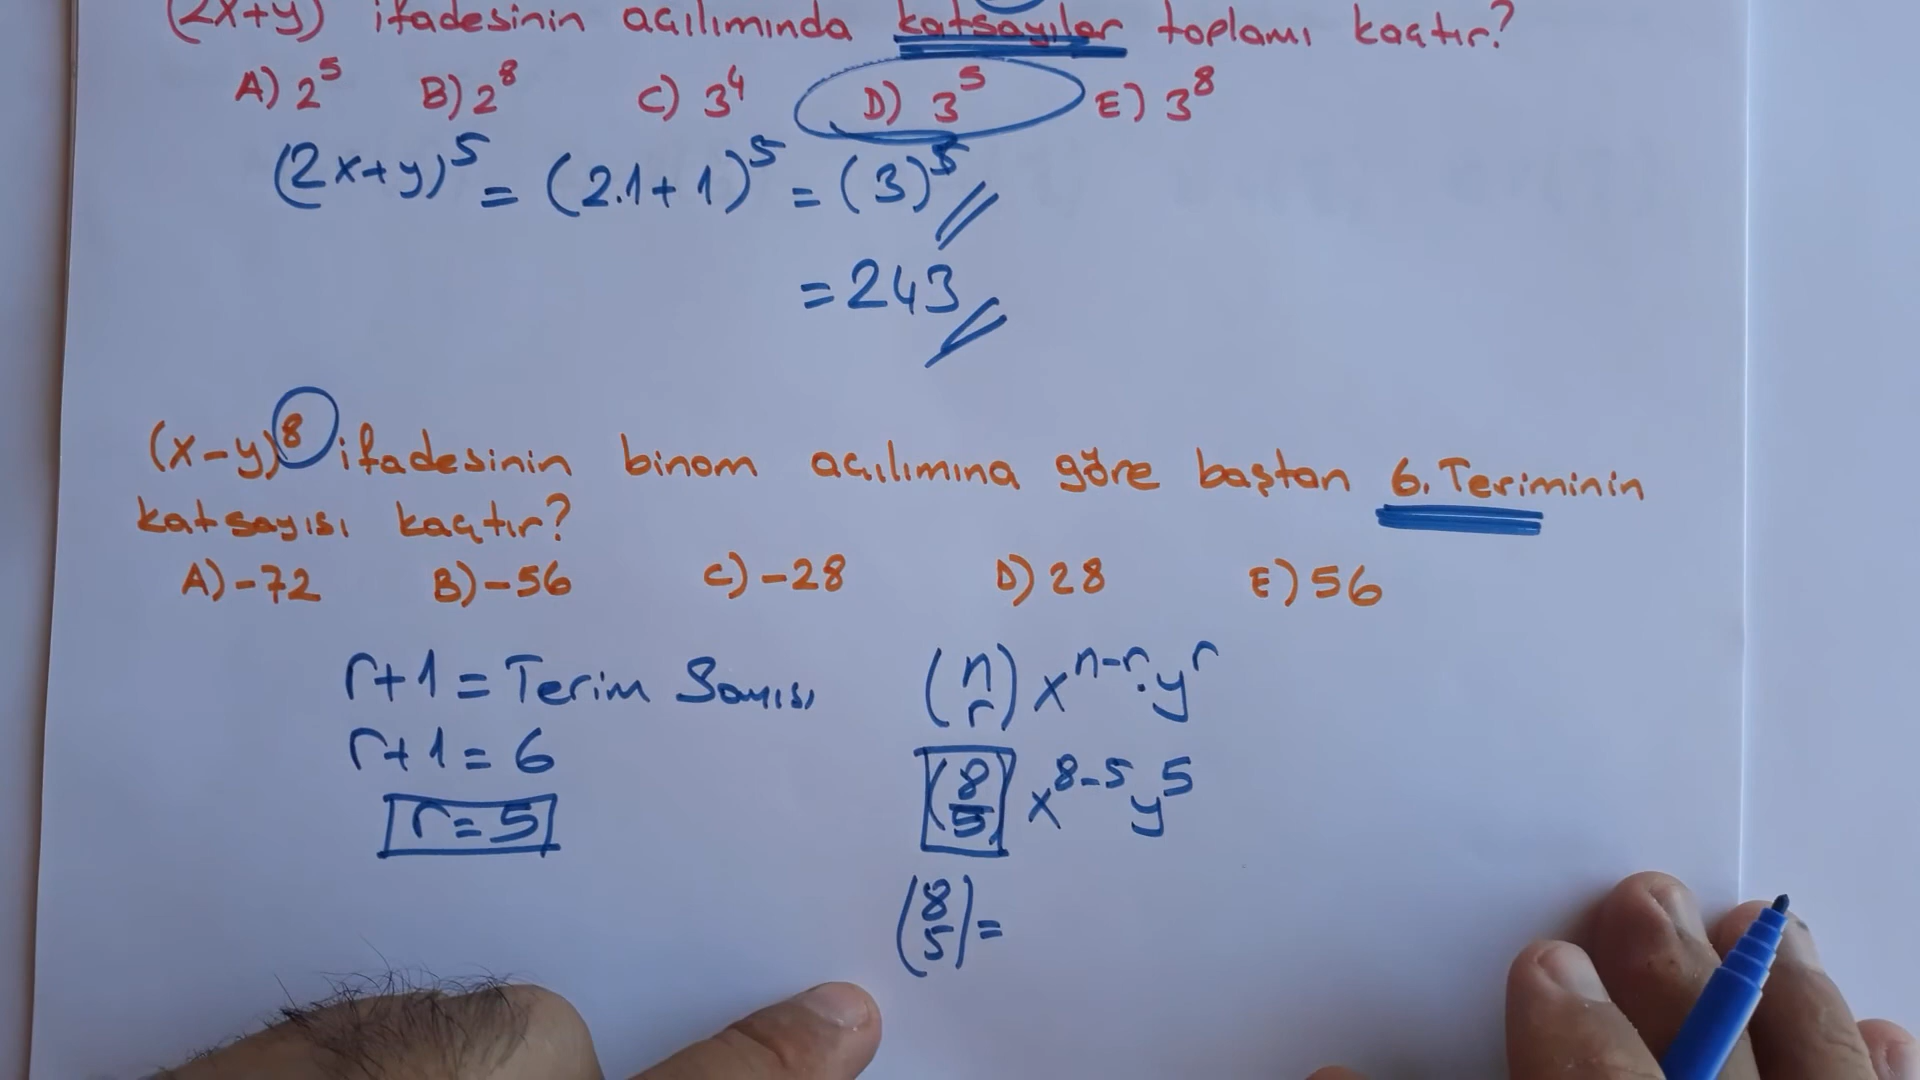 (2x+y) ifadesinin açılımında katsayılar toplamı kaçtır?
A) 2^5 B) 2^8 C) 3^4 D) 3^5 E) 3^8
(2x+y)^5 = (2.1+1)^5 = (3)^5
= 243
(x-y)^8 ifadesinin binom açılımına göre baştan 6. Teriminin
katsayısı kaçtır?
A) -72 B) -56 C) -28 D) 28 E) 56
r+1 = Terim Sayısı
r+1 = 6
r = 5
(n r) x^n-r . y^r
(8 5) x^8-5 y^5
(8 5) =